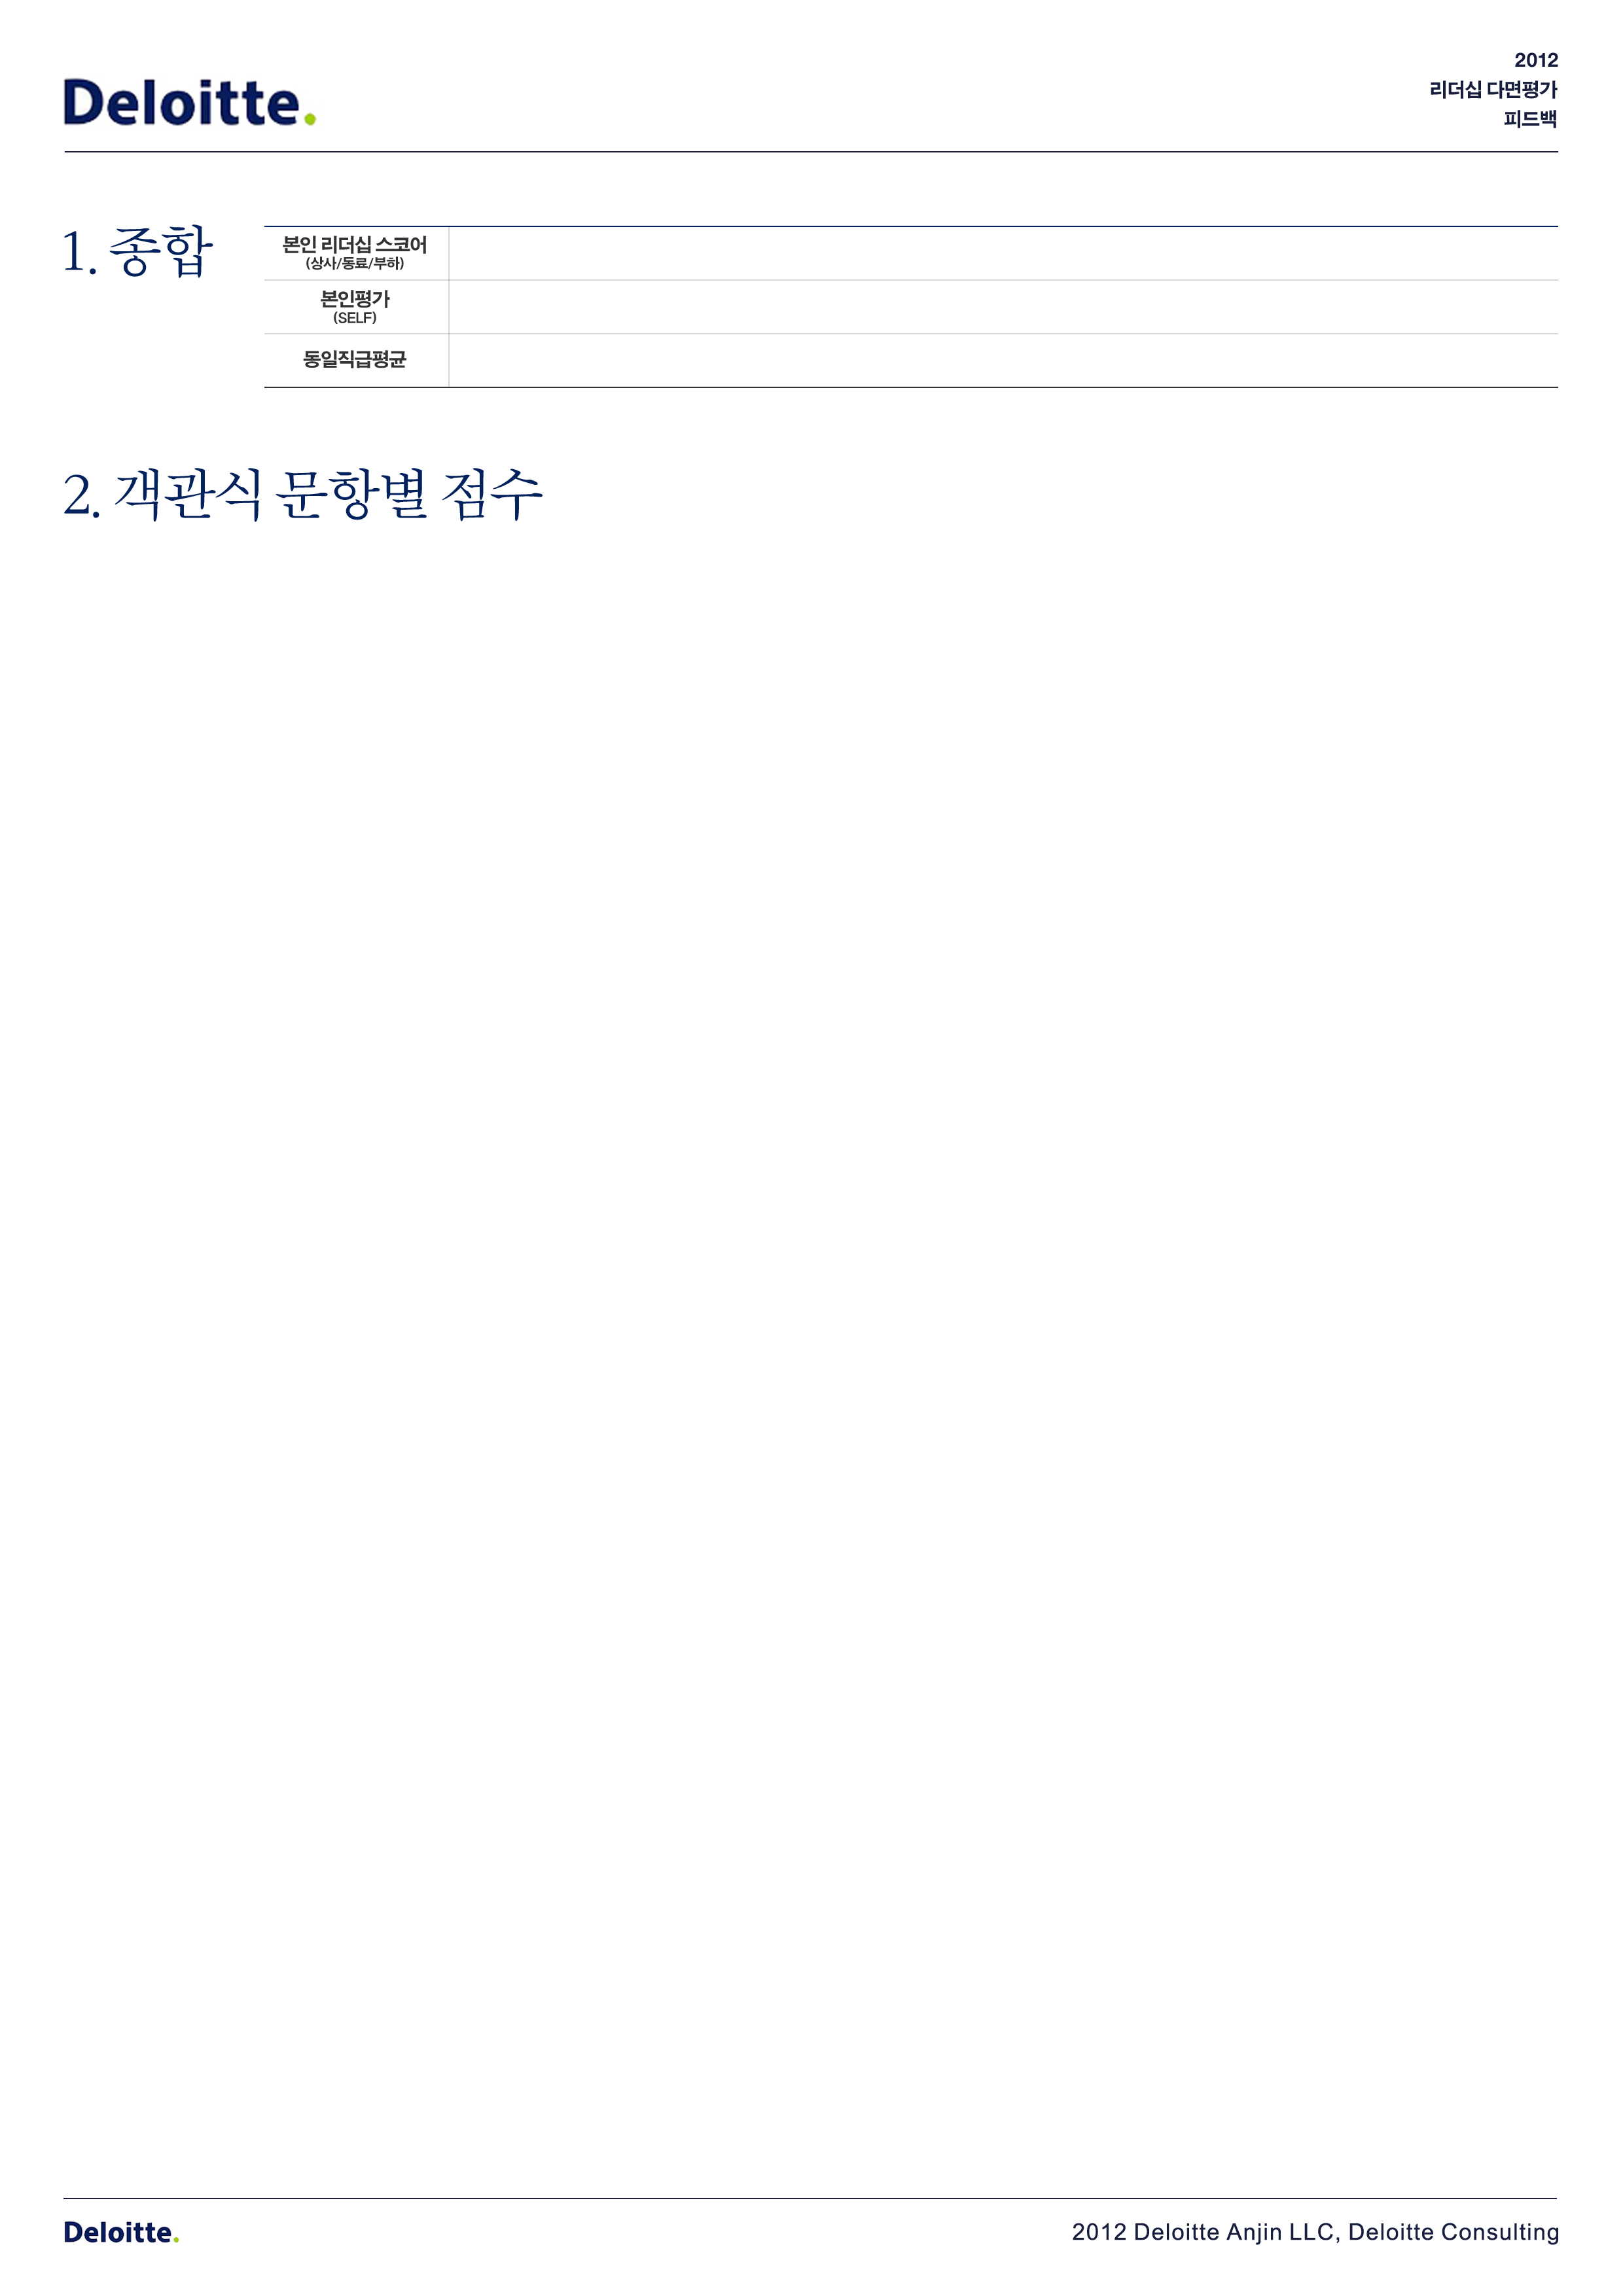 Deloitte.
2012
리더십 다면평가
피드백
1. 종합
본인 리더십 스코어
(상사/동료/부하)
본인평가
(SELF)
동일직급평균
2. 객관식 문항별 점수
Deloitte.
2012 Deloitte Anjin LLC, Deloitte Consulting